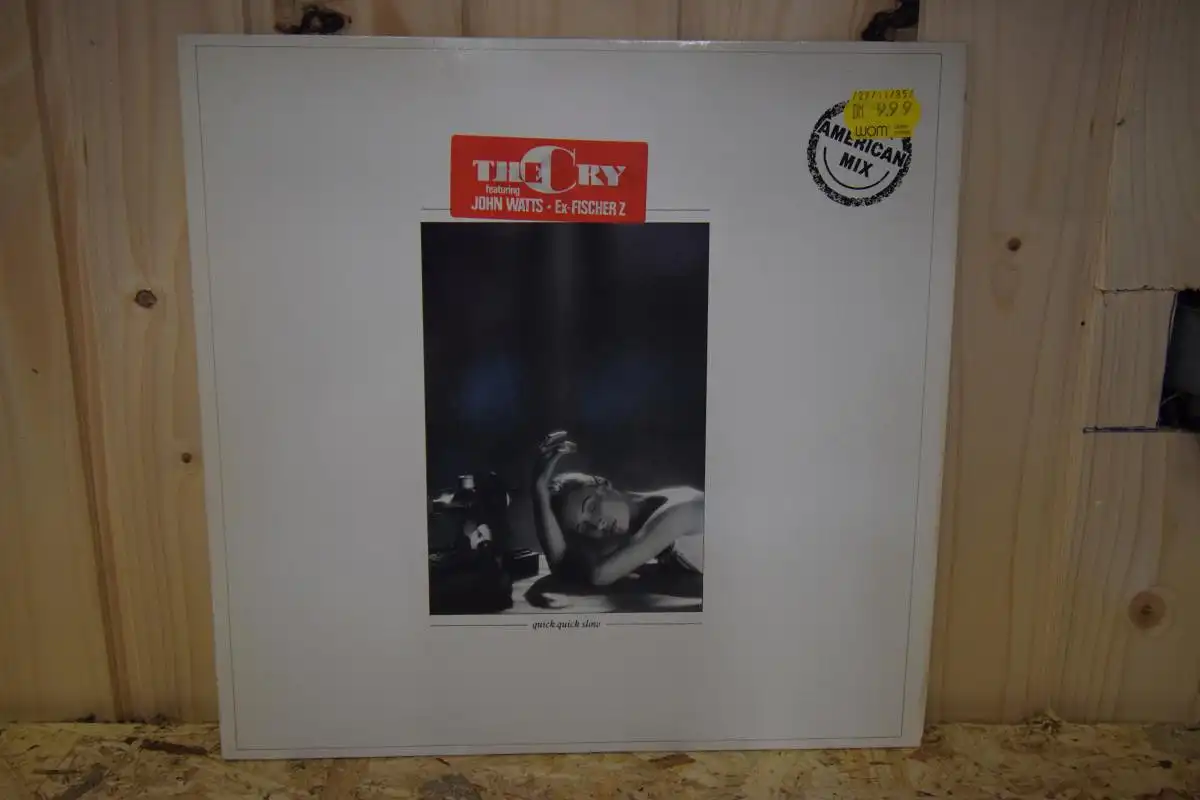 DM 9.99
wom
AMERICAN
MIX
THE CRY
featuring
JOHN WATTS • Ex-FISCHER Z
quick quick slow